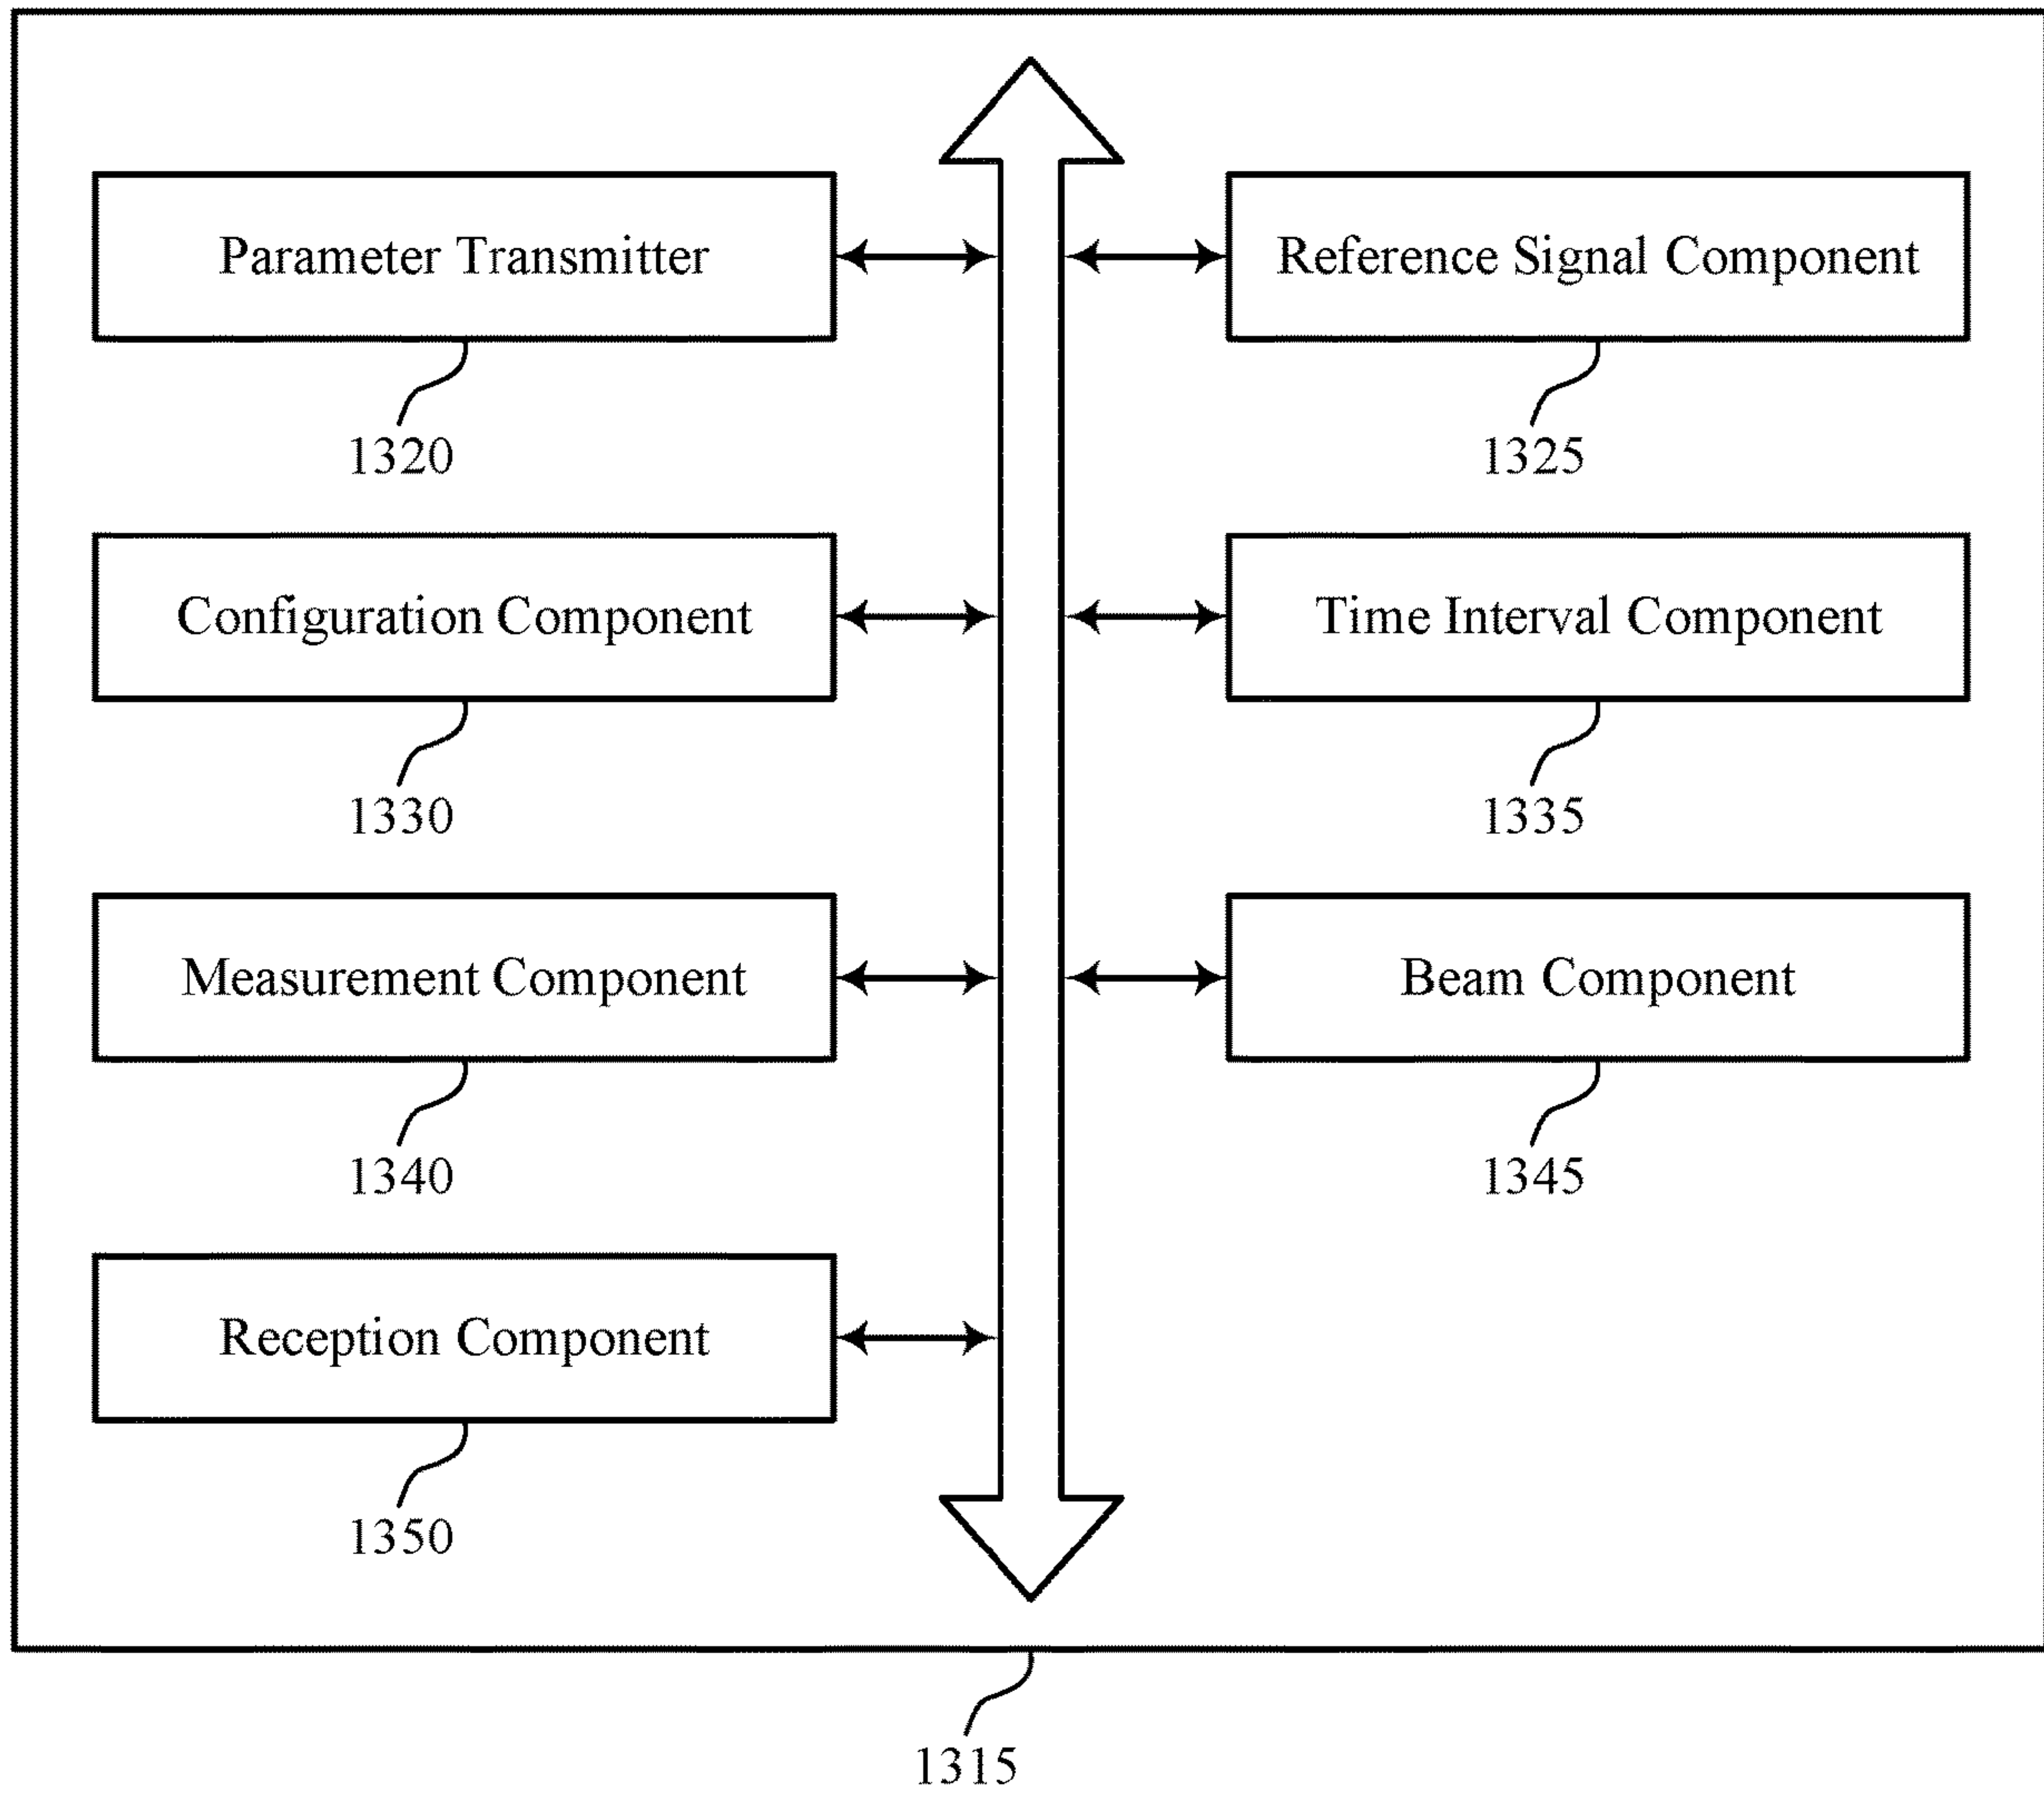 Parameter Transmitter
Reference Signal Component
1320
1325
Configuration Component
Time Interval Component
1330
1335
Measurement Component
Beam Component
1340
1345
Reception Component
1350
1315